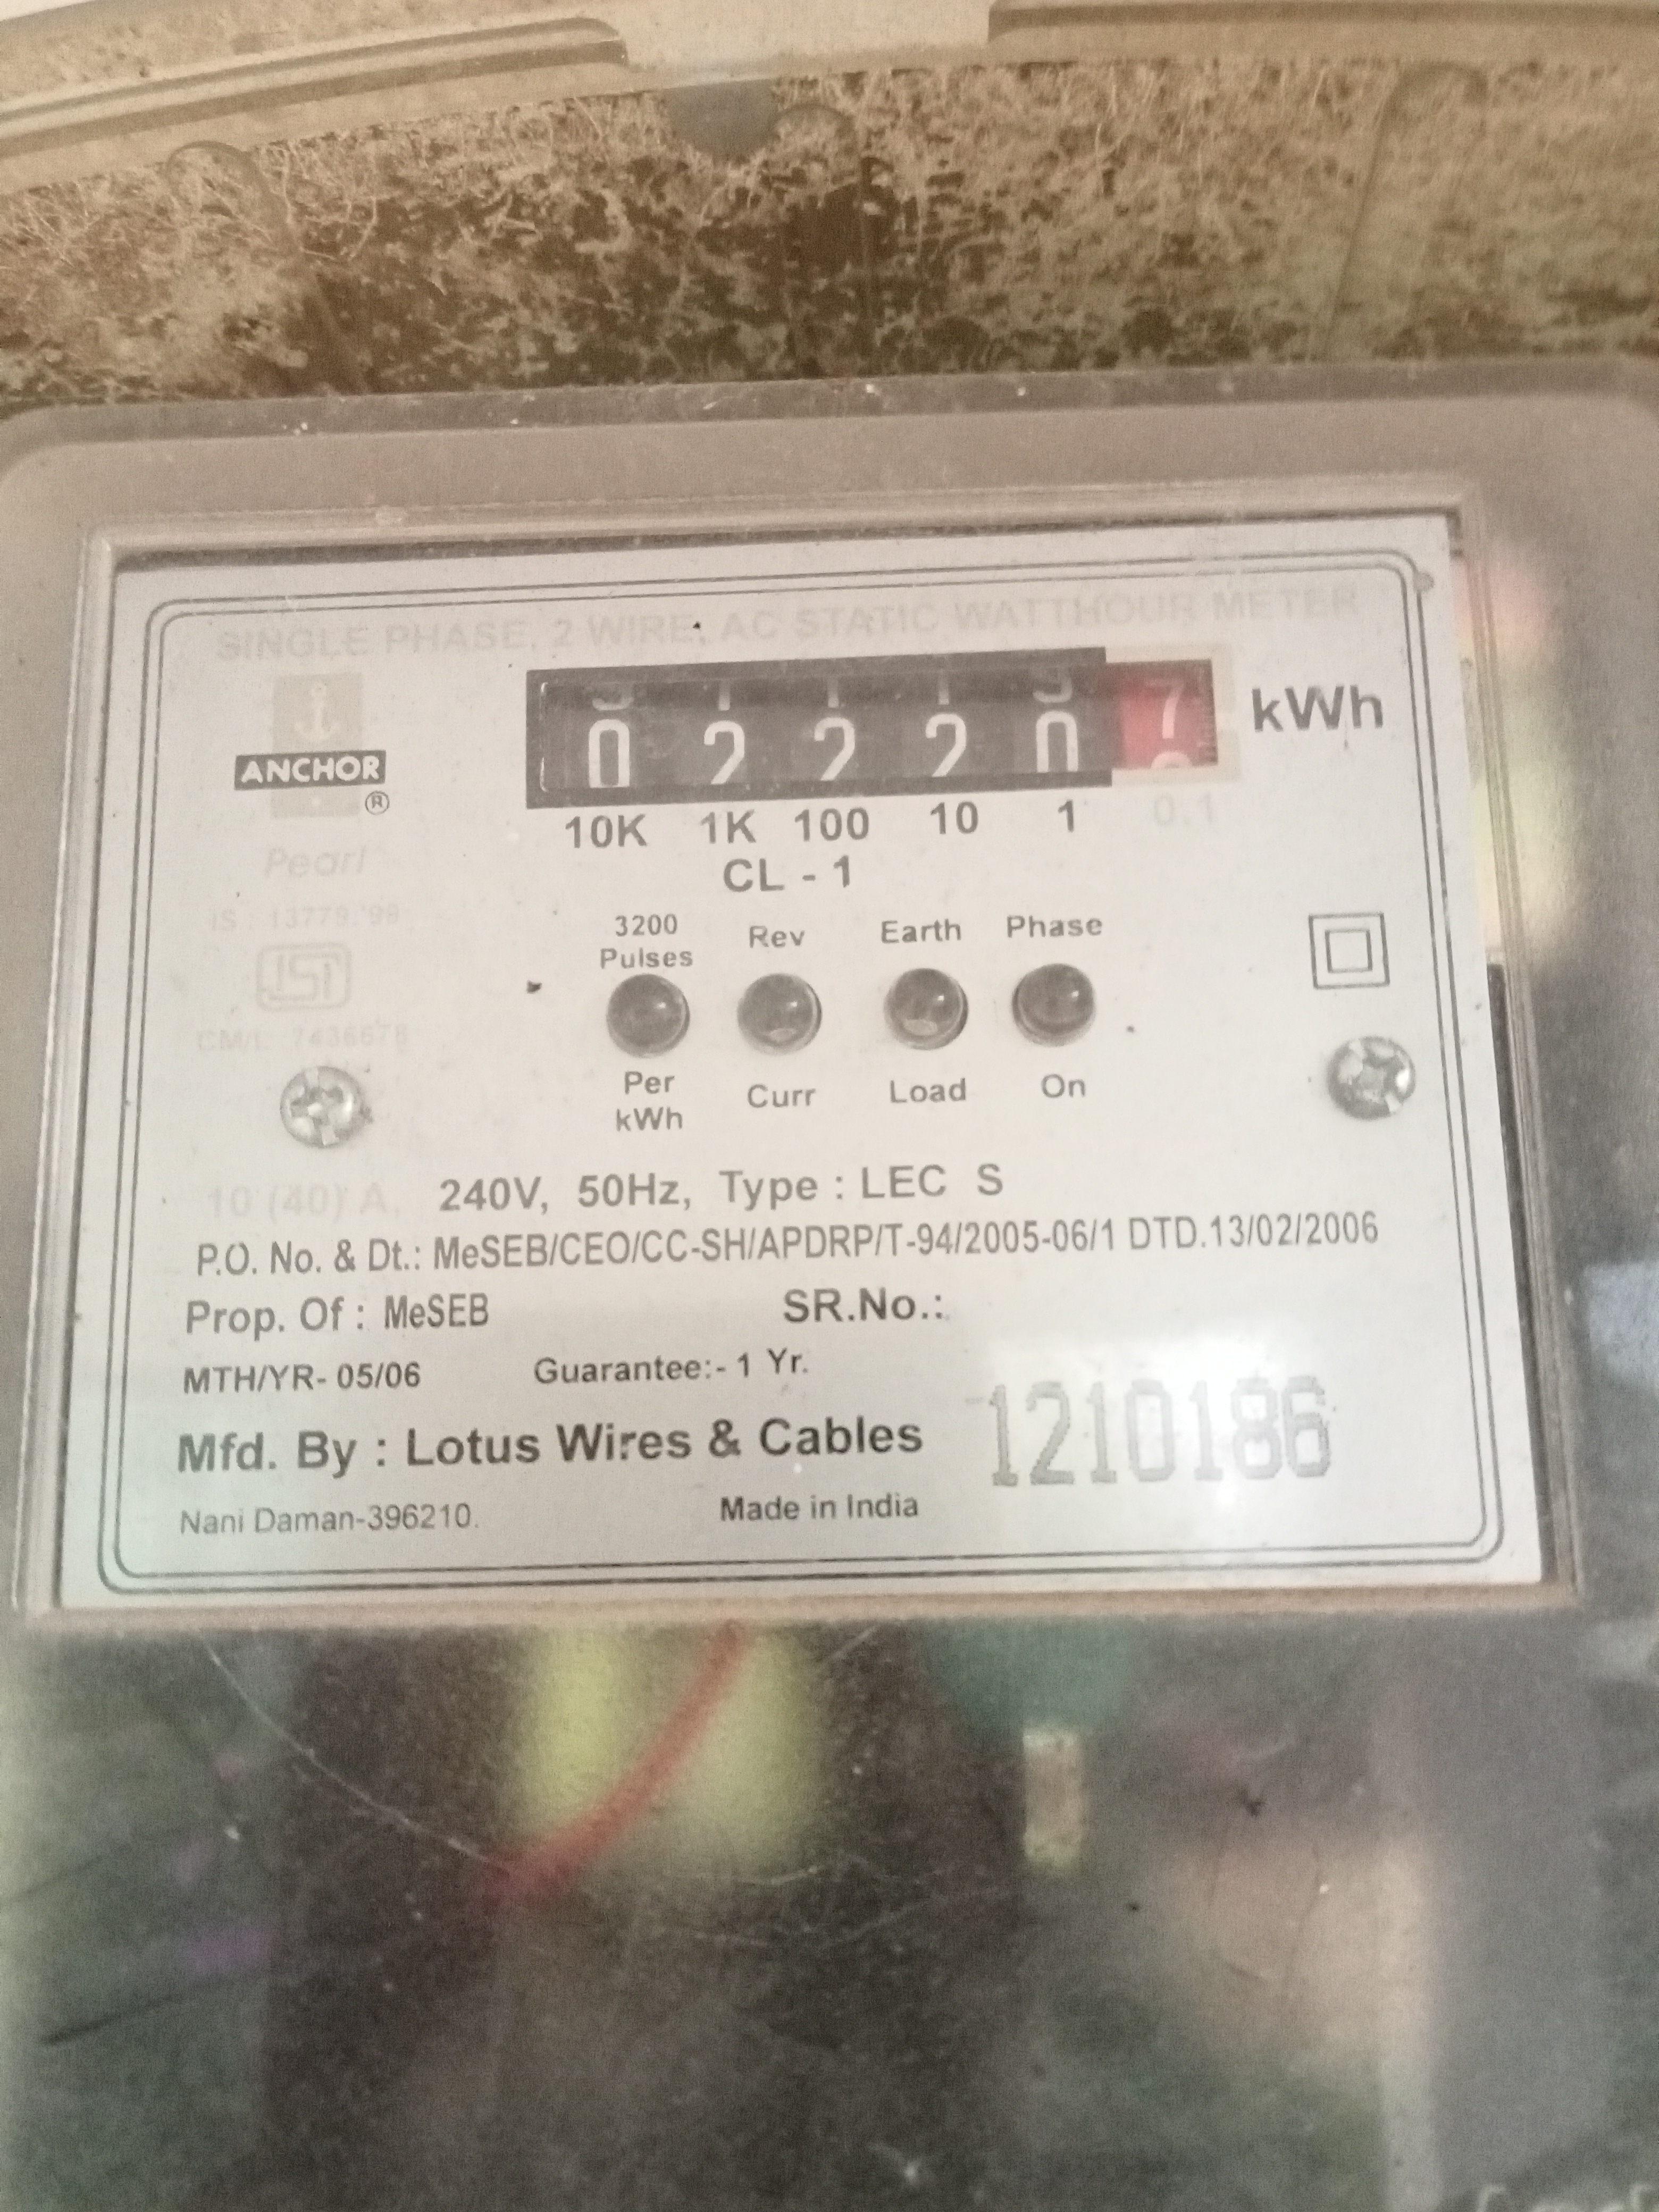 SINGLE PHASE, 2 WIRE, AC STATIC WATTHOUR METER
0 2 2 2 0 7 kWh
10K 1K 100 10 1 0.1
ANCHOR ®
CL - 1
Pearl
IS : 13779:'99
ISI
CM/L: 7436678
3200 Pulses Per kWh
Rev Curr
Earth Load
Phase On
10 (40) A, 240V, 50Hz, Type : LEC S
P.O. No. & Dt.: MeSEB/CEO/CC-SH/APDRP/T-94/2005-06/1 DTD.13/02/2006
Prop. Of : MeSEB SR.No.:
MTH/YR- 05/06 Guarantee:- 1 Yr.
1210186
Mfd. By : Lotus Wires & Cables
Nani Daman-396210. Made in India